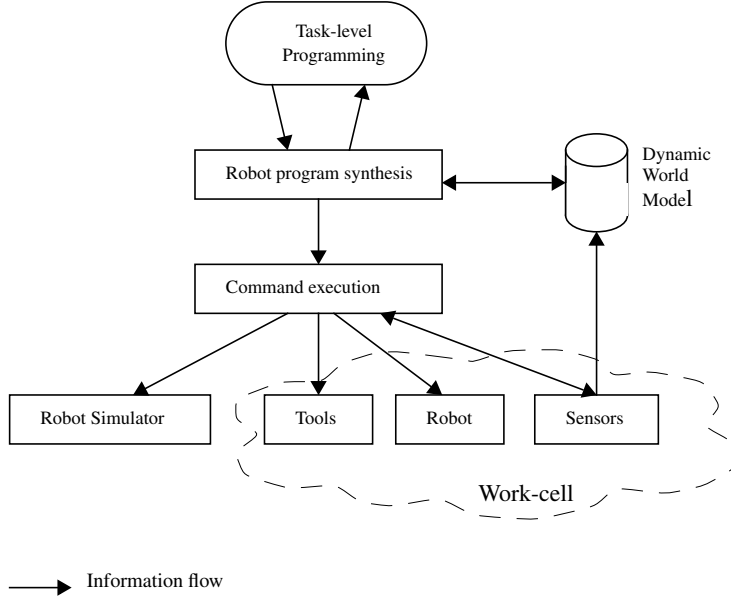 Task-level
Programming
Robot program synthesis
Dynamic
World
Model
Command execution
Robot Simulator
Tools
Robot
Sensors
Work-cell
Information flow